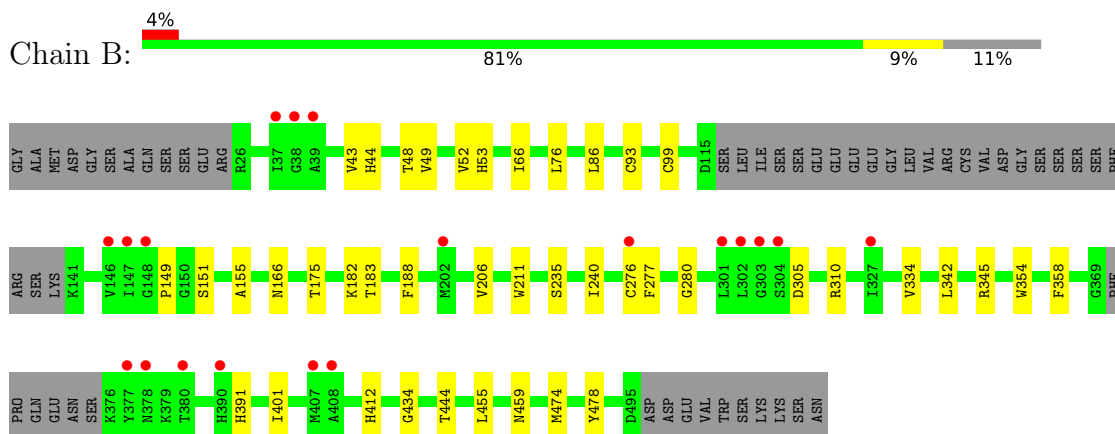 4%
Chain B:
81% 9% 11%
GLY ALA MET ASP GLY SER ALA GLN SER SER GLU ARG R26 I37 G38 A39 V43 H44 T48 V49 V52 H53 I66 L76 L86 C93 C99 D115 SER LEU ILE SER GLU GLU GLU GLU GLY LEU VAL ARG CYS VAL ASP GLY SER SER SER SER PHE
ARG SER LYS K141 V146 I147 G148 P149 G150 S151 A155 N166 T175 K182 T183 F188 M202 V206 W211 S235 I240 C276 F277 G280 L301 L302 G303 S304 D305 R310 I327 V334 L342 R345 W354 F358 G369 PHE
PRO GLN GLU ASN SER K376 Y377 N378 K379 T380 H390 H391 I401 M407 A408 H412 G434 T444 L455 N459 M474 Y478 D495 ASP ASP GLU VAL TRP SER LYS LYS SER ASN